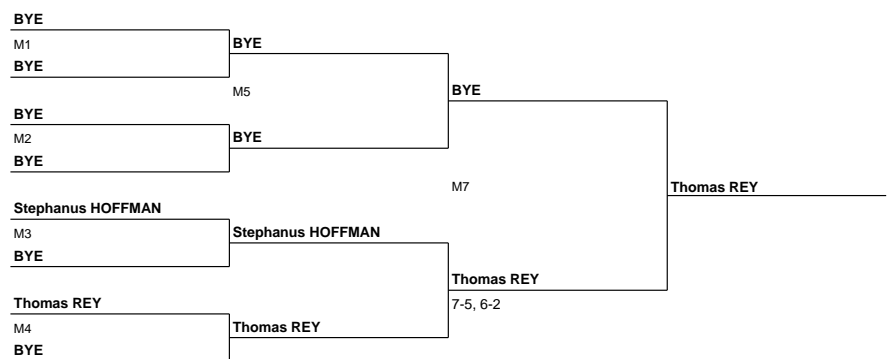 BYE
M1
BYE
BYE
M5
BYE
M2
BYE
BYE
BYE
M7
Thomas REY
Stephanus HOFFMAN
M3
BYE
Stephanus HOFFMAN
Thomas REY
7-5, 6-2
Thomas REY
M4
BYE
Thomas REY